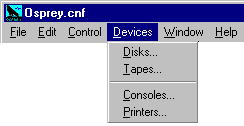 Osprey.cnf
File Edit Control Devices Window Help
Disks...
Tapes...
Consoles...
Printers...